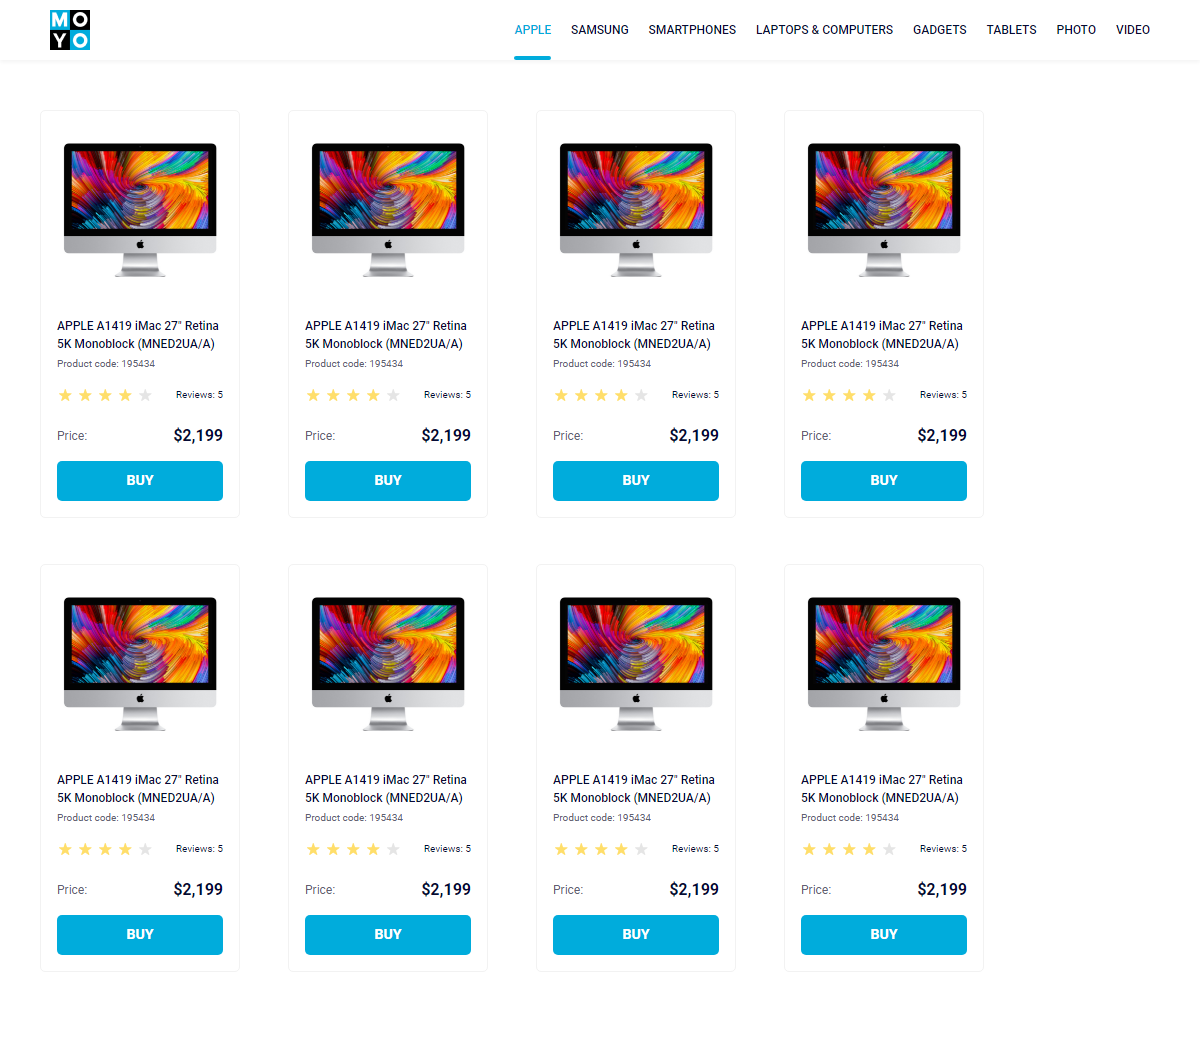 MO
YO
APPLE SAMSUNG SMARTPHONES LAPTOPS & COMPUTERS GADGETS TABLETS PHOTO VIDEO
APPLE A1419 iMac 27" Retina
5K Monoblock (MNED2UA/A)
Product code: 195434
Reviews: 5
Price: $2,199
BUY
APPLE A1419 iMac 27" Retina
5K Monoblock (MNED2UA/A)
Product code: 195434
Reviews: 5
Price: $2,199
BUY
APPLE A1419 iMac 27" Retina
5K Monoblock (MNED2UA/A)
Product code: 195434
Reviews: 5
Price: $2,199
BUY
APPLE A1419 iMac 27" Retina
5K Monoblock (MNED2UA/A)
Product code: 195434
Reviews: 5
Price: $2,199
BUY
APPLE A1419 iMac 27" Retina
5K Monoblock (MNED2UA/A)
Product code: 195434
Reviews: 5
Price: $2,199
BUY
APPLE A1419 iMac 27" Retina
5K Monoblock (MNED2UA/A)
Product code: 195434
Reviews: 5
Price: $2,199
BUY
APPLE A1419 iMac 27" Retina
5K Monoblock (MNED2UA/A)
Product code: 195434
Reviews: 5
Price: $2,199
BUY
APPLE A1419 iMac 27" Retina
5K Monoblock (MNED2UA/A)
Product code: 195434
Reviews: 5
Price: $2,199
BUY